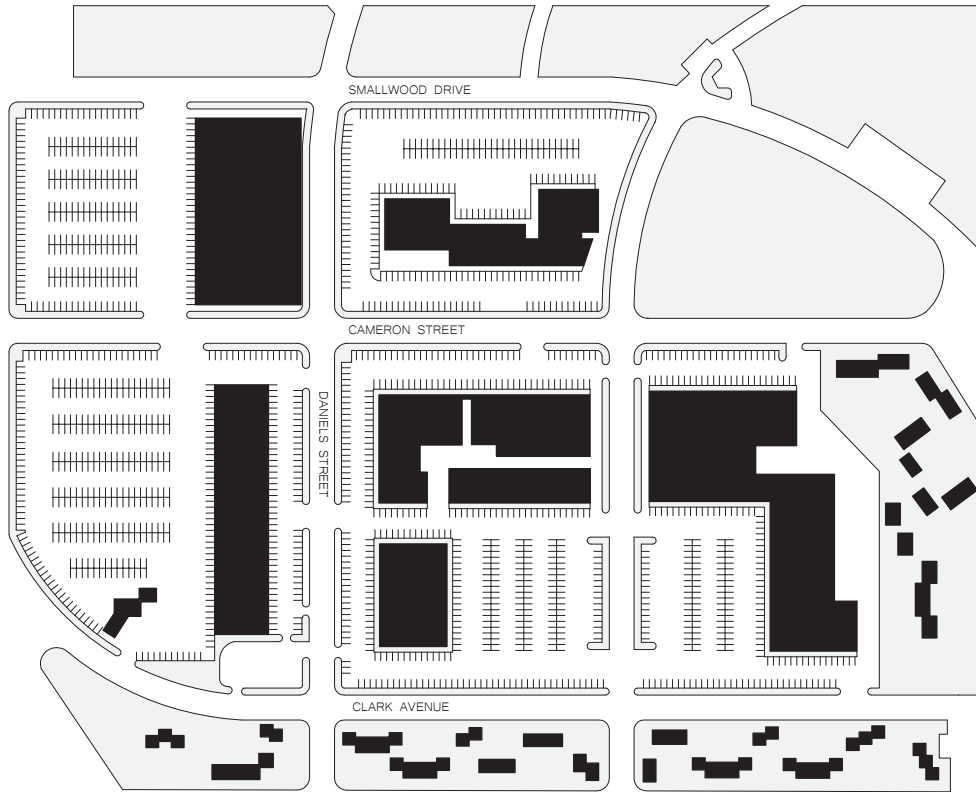 SMALLWOOD DRIVE
CAMERON STREET
DANIELS STREET
CLARK AVENUE